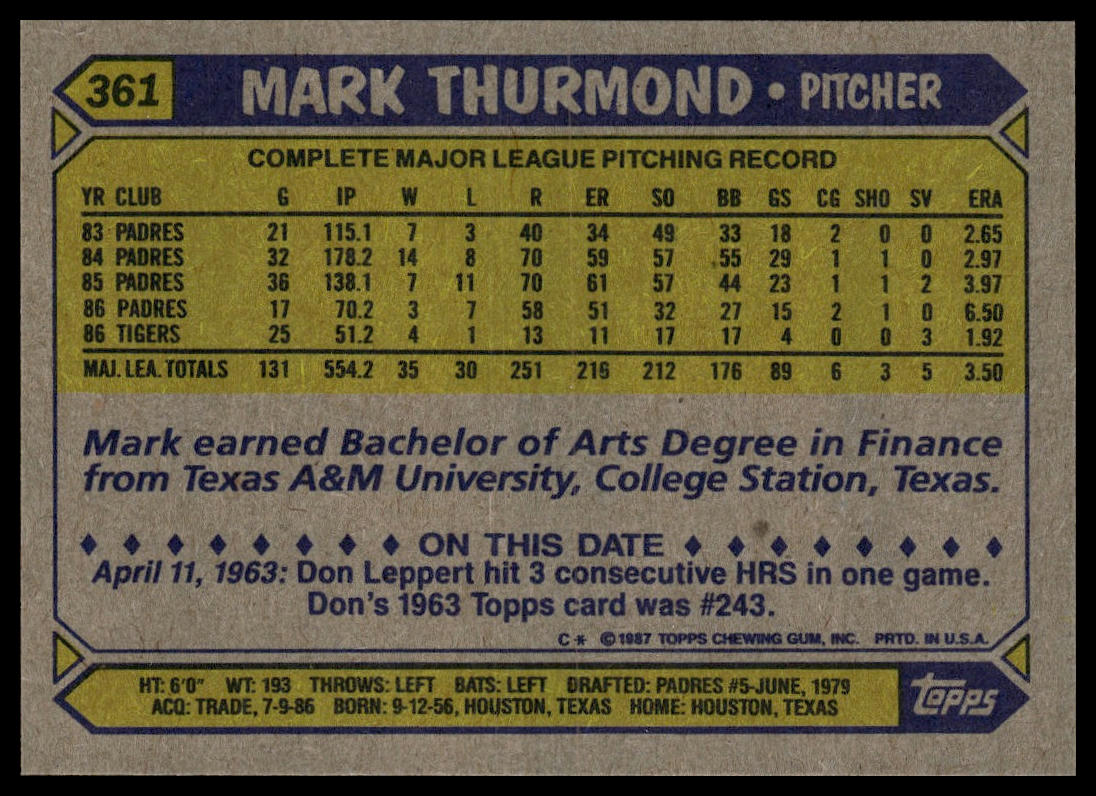 361 MARK THURMOND • PITCHER
COMPLETE MAJOR LEAGUE PITCHING RECORD
YR CLUB G IP W L R ER SO BB GS CG SHO SV ERA
83 PADRES 21 115.1 7 3 40 34 49 33 18 2 0 0 2.65
84 PADRES 32 178.2 14 8 70 59 57 55 29 1 1 0 2.97
85 PADRES 36 138.1 7 11 70 61 57 44 23 1 1 2 3.97
86 PADRES 17 70.2 3 7 58 51 32 27 15 2 1 0 6.50
86 TIGERS 25 51.2 4 1 13 11 17 17 4 0 0 3 1.92
MAJ. LEA. TOTALS 131 554.2 35 30 251 216 212 176 89 6 3 5 3.50
Mark earned Bachelor of Arts Degree in Finance
from Texas A&M University, College Station, Texas.
ON THIS DATE
April 11, 1963: Don Leppert hit 3 consecutive HRS in one game.
Don's 1963 Topps card was #243.
C* ©1987 TOPPS CHEWING GUM, INC. PRTD. IN U.S.A.
HT: 6'0" WT: 193 THROWS: LEFT BATS: LEFT DRAFTED: PADRES #5-JUNE, 1979
ACQ: TRADE, 7-9-86 BORN: 9-12-56, HOUSTON, TEXAS HOME: HOUSTON, TEXAS
Topps